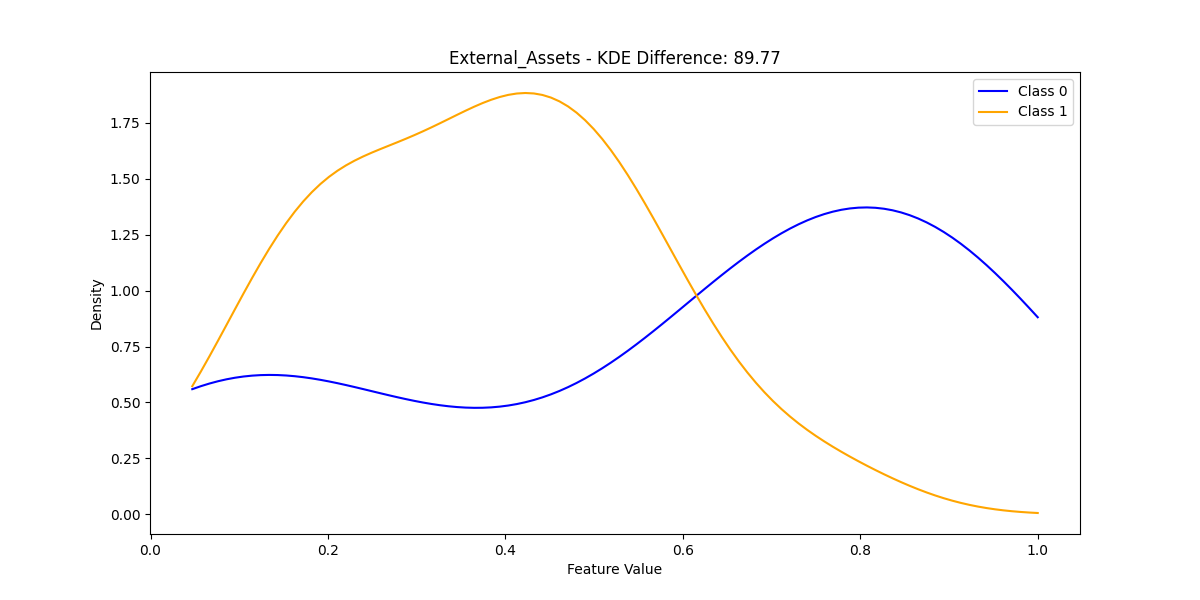 External_Assets - KDE Difference: 89.77
Class 0
Class 1
1.75
1.50
1.25
1.00
0.75
0.50
0.25
0.00
Density
0.0 0.2 0.4 0.6 0.8 1.0
Feature Value